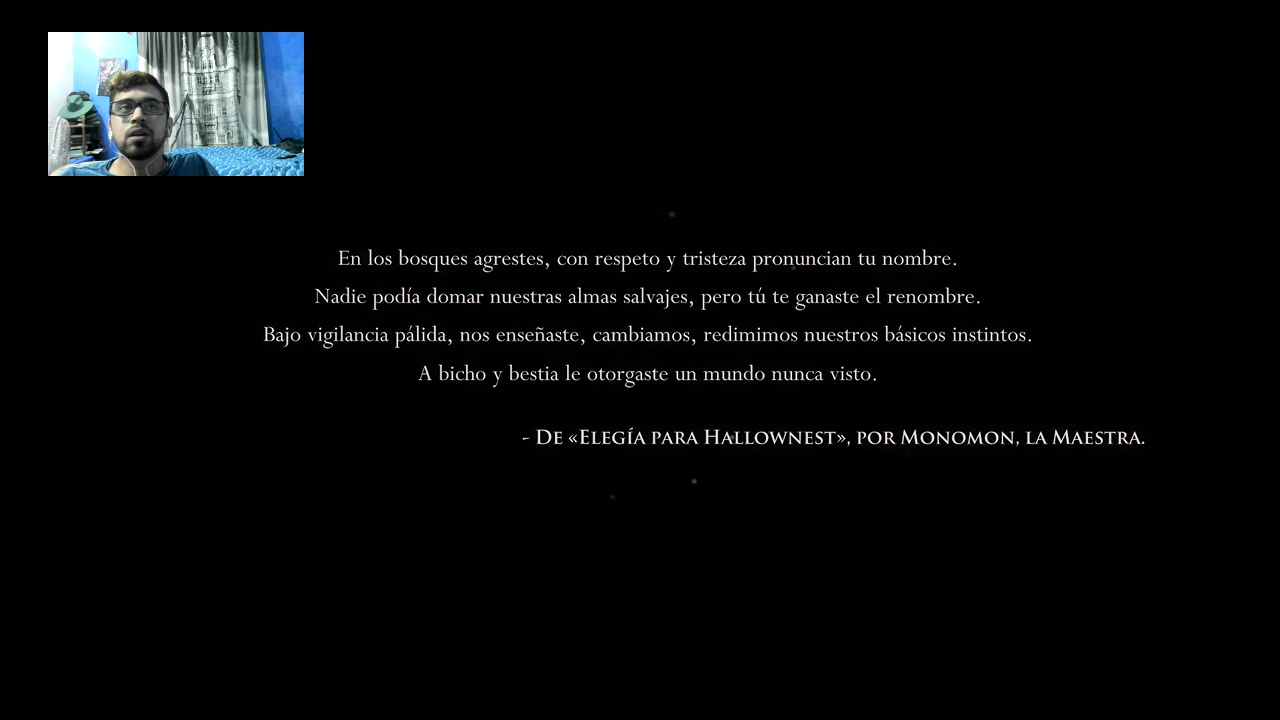 En los bosques agrestes, con respeto y tristeza pronuncian tu nombre.
Nadie podía domar nuestras almas salvajes, pero tú te ganaste el renombre.
Bajo vigilancia pálida, nos enseñaste, cambiamos, redimimos nuestros básicos instintos.
A bicho y bestia le otorgaste un mundo nunca visto.
- De «Elegía para Hallownest», por Monomon, la Maestra.